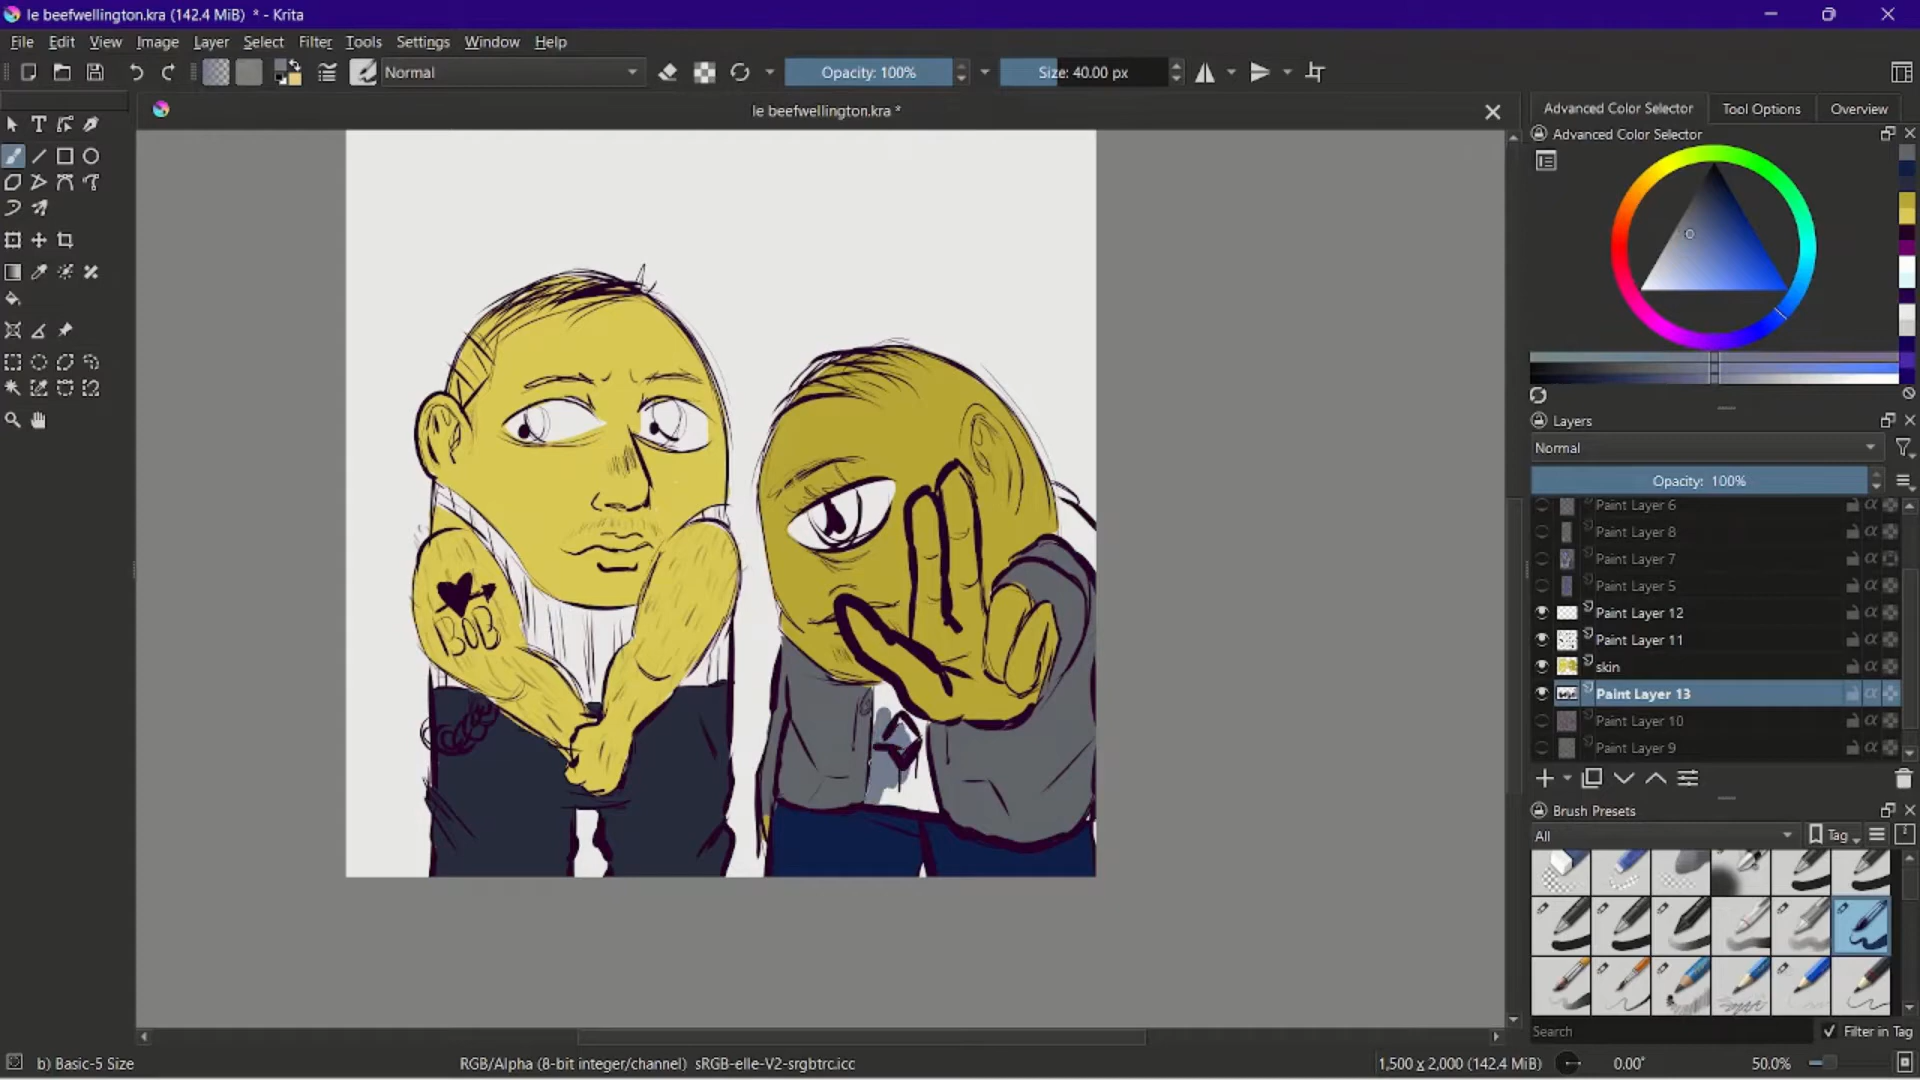 le beefwellington.kra (142.4 MiB) * - Krita
File Edit View Image Layer Select Filter Tools Settings Window Help
Normal Opacity: 100% Size: 40.00 px
le beefwellington.kra *
Advanced Color Selector Tool Options Overview
Advanced Color Selector
Layers
Normal
Opacity: 100%
Paint Layer 6
Paint Layer 8
Paint Layer 7
Paint Layer 5
Paint Layer 12
Paint Layer 11
skin
Paint Layer 13
Paint Layer 10
Paint Layer 9
BOB
Brush Presets
All Tag
Search Filter in Tag
b) Basic-5 Size RGB/Alpha (8-bit integer/channel) sRGB-elle-V2-srgbtrc.icc 1,500 x 2,000 (142.4 MiB) 0.00° 50.0%